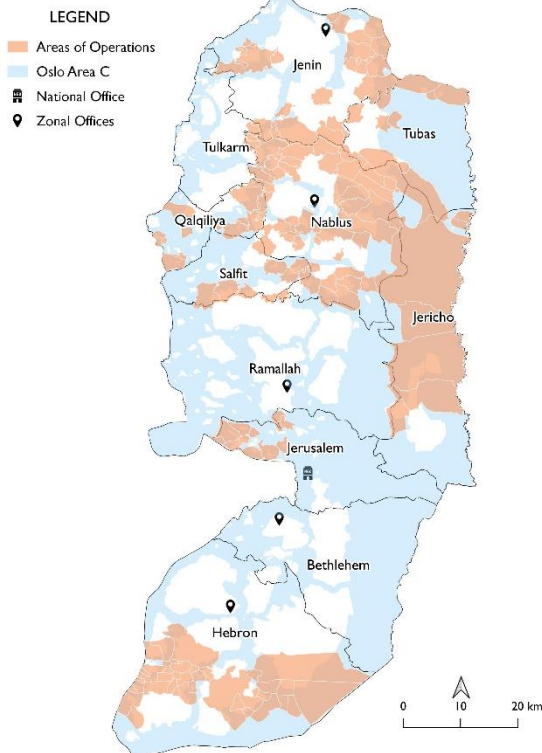 LEGEND
Areas of Operations
Oslo Area C
National Office
Zonal Offices
Jenin
Tubas
Tulkarm
Qalqiliya
Nablus
Salfit
Jericho
Ramallah
Jerusalem
Bethlehem
Hebron
0 10 20 km